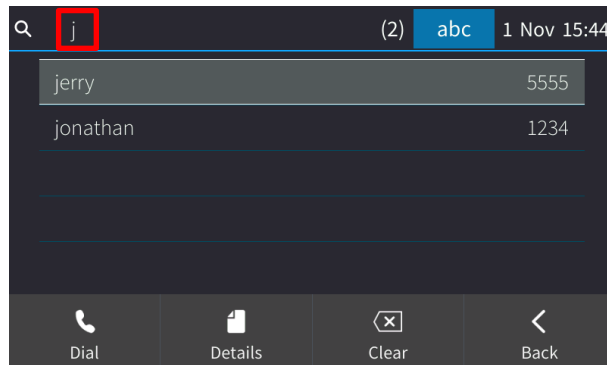 j (2) abc 1 Nov 15:44
jerry 5555
jonathan 1234
Dial Details Clear Back